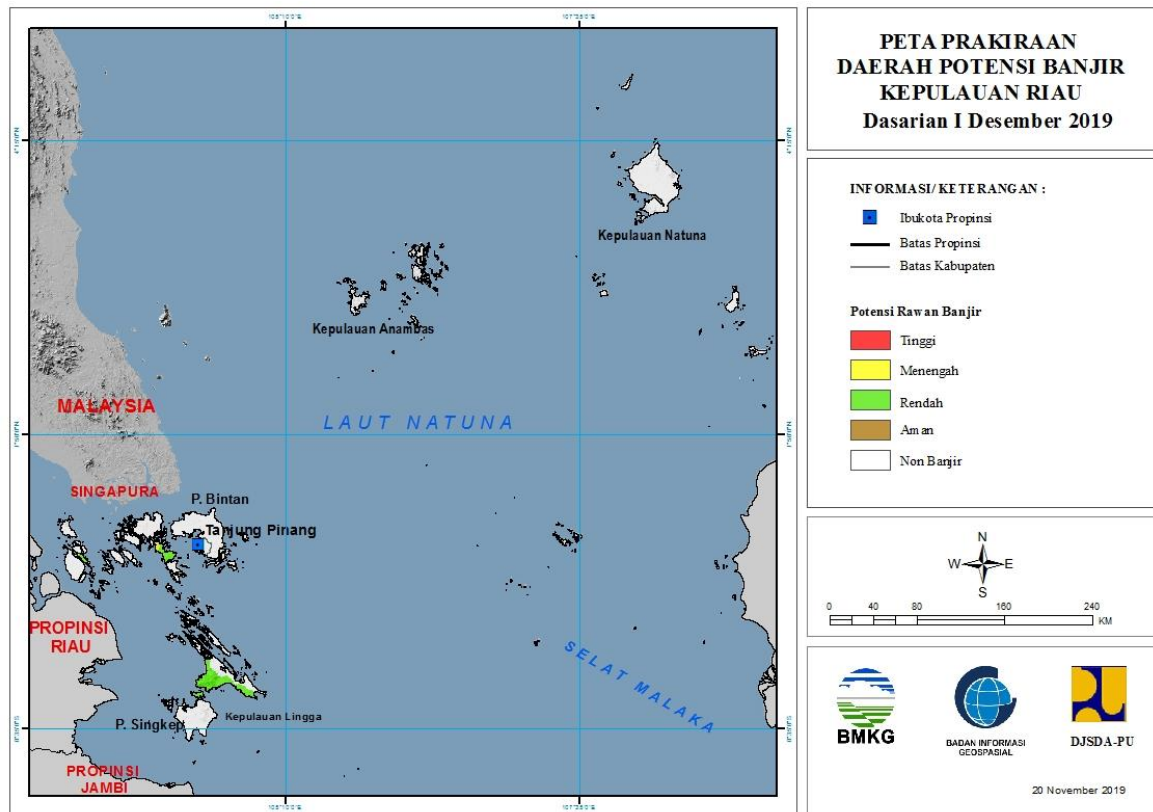 PETA PRAKIRAAN
DAERAH POTENSI BANJIR
KEPULAUAN RIAU
Dasarian I Desember 2019
INFORMASI/ KETERANGAN :
Ibukota Propinsi
Batas Propinsi
Batas Kabupaten
Potensi Rawan Banjir
Tinggi
Menengah
Rendah
Aman
Non Banjir
N
W E
S
0 40 80 160 240
KM
BMKG
BADAN INFORMASI
GEOSPASIAL
DJSDA-PU
20 November 2019
Kepulauan Natuna
Kepulauan Anambas
MALAYSIA
LAUT NATUNA
SINGAPURA
P. Bintan
Tanjung Pinang
PROPINSI
RIAU
SELAT MALAKA
P. Singkep
Kepulauan Lingga
PROPINSI
JAMBI